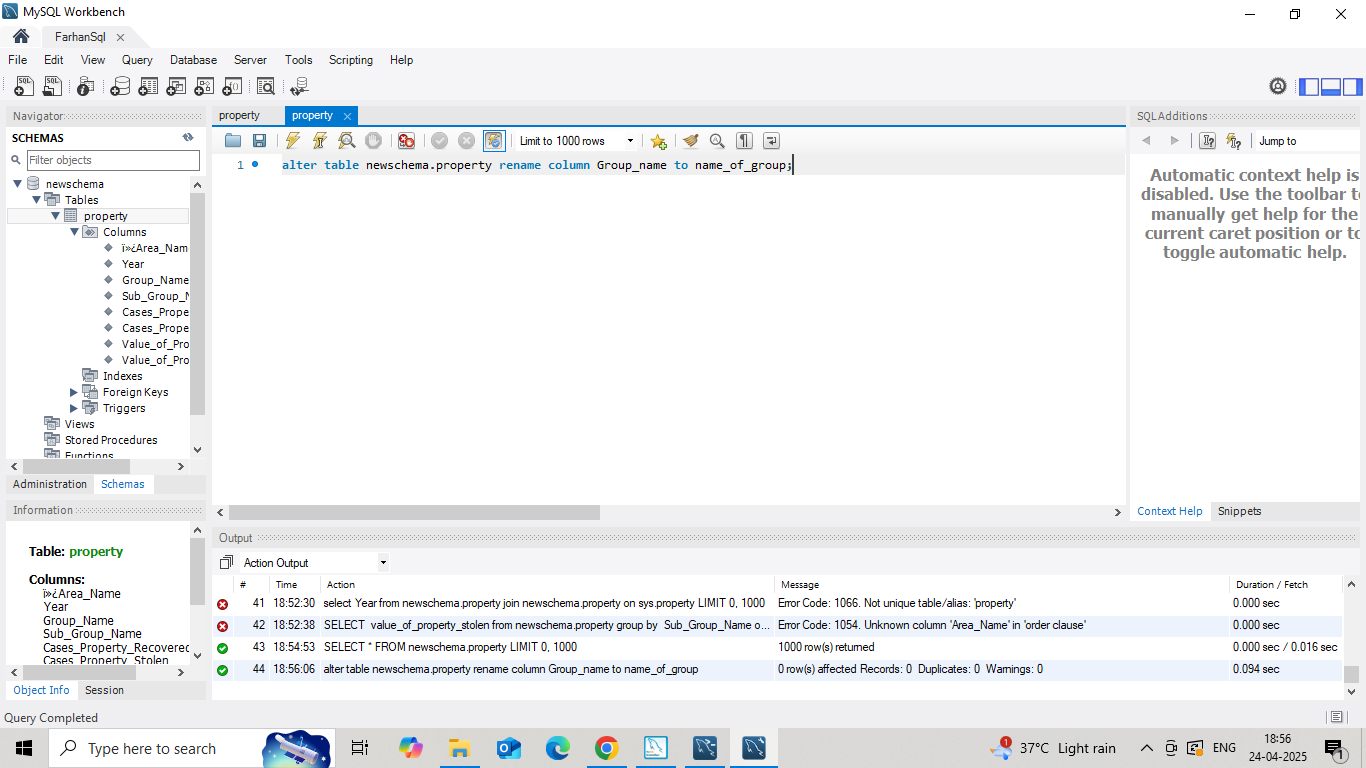 MySQL Workbench
FarhanSql
File Edit View Query Database Server Tools Scripting Help
Navigator
SCHEMAS
Filter objects
newschema
Tables
property
Columns
ï»¿Area_Nam
Year
Group_Name
Sub_Group_N
Cases_Prope
Cases_Prope
Value_of_Pro
Value_of_Pro
Indexes
Foreign Keys
Triggers
Views
Stored Procedures
Functions
Administration Schemas
Information
Table: property
Columns:
ï»¿Area_Name
Year
Group_Name
Sub_Group_Name
Cases_Property_Recovered
Cases_Property_Stolen
Object Info Session
property property
Limit to 1000 rows
1 alter table newschema.property rename column Group_name to name_of_group;
SQLAdditions
Jump to
Automatic context help is
disabled. Use the toolbar to
manually get help for the
current caret position or to
toggle automatic help.
Context Help Snippets
Output
Action Output
# Time Action Message Duration / Fetch
41 18:52:30 select Year from newschema.property join newschema.property on sys.property LIMIT 0, 1000 Error Code: 1066. Not unique table/alias: 'property' 0.000 sec
42 18:52:38 SELECT value_of_property_stolen from newschema.property group by Sub_Group_Name o... Error Code: 1054. Unknown column 'Area_Name' in 'order clause' 0.000 sec
43 18:54:53 SELECT * FROM newschema.property LIMIT 0, 1000 1000 row(s) returned 0.000 sec / 0.016 sec
44 18:56:06 alter table newschema.property rename column Group_name to name_of_group 0 row(s) affected Records: 0 Duplicates: 0 Warnings: 0 0.094 sec
Query Completed
Type here to search
1
37°C Light rain
ENG
18:56
24-04-2025
1